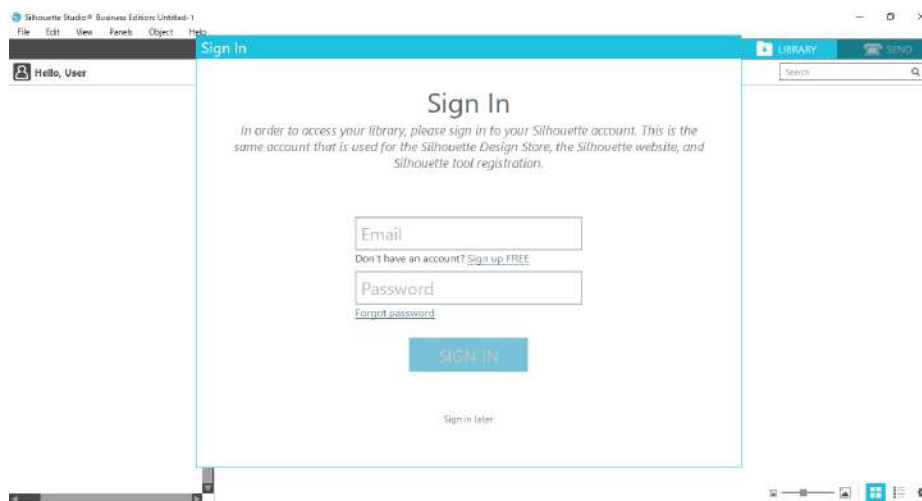 Silhouette Studio® Business Edition: Untitled-1
File Edit View Panels Object Help
Sign In
LIBRARY
SEND
Hello, User
Search
Sign In
In order to access your library, please sign in to your Silhouette account. This is the
same account that is used for the Silhouette Design Store, the Silhouette website, and
Silhouette tool registration.
Email
Don't have an account? Sign up FREE
Password
Forgot password
SIGN IN
Sign in later